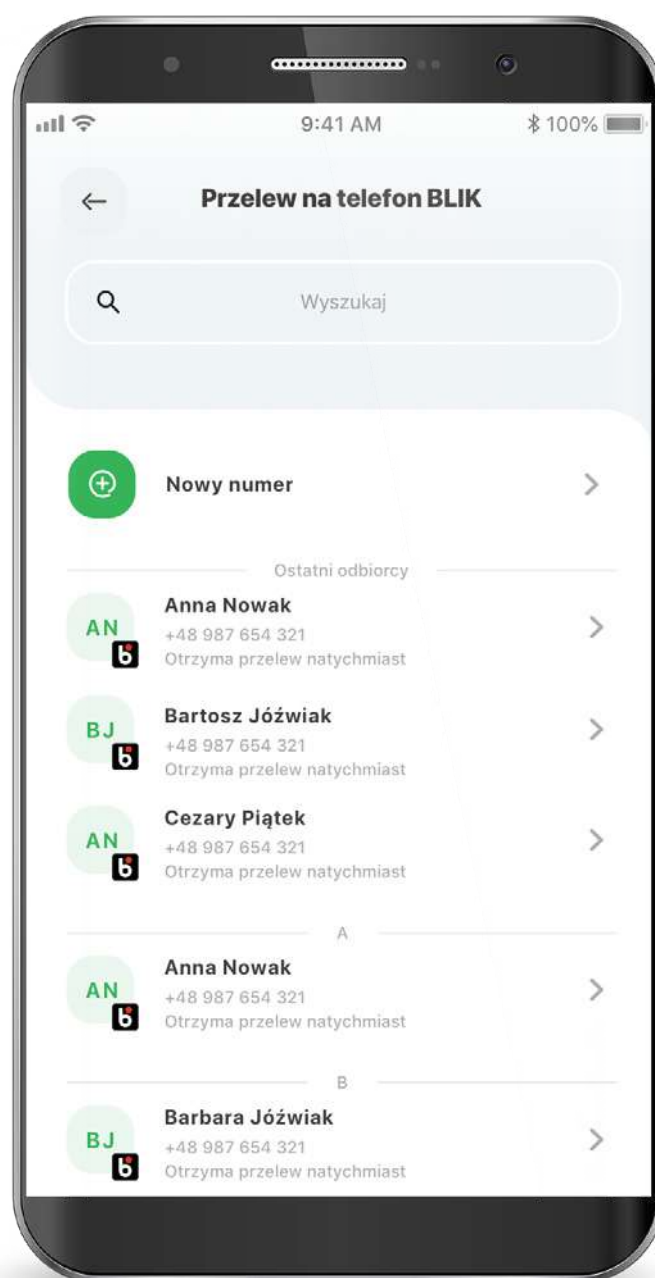 9:41 AM
100%
Przelew na telefon BLIK
Wyszukaj
Nowy numer
Ostatni odbiorcy
AN
Anna Nowak
+48 987 654 321
Otrzyma przelew natychmiast
BJ
Bartosz Jóźwiak
+48 987 654 321
Otrzyma przelew natychmiast
AN
Cezary Piątek
+48 987 654 321
Otrzyma przelew natychmiast
A
AN
Anna Nowak
+48 987 654 321
Otrzyma przelew natychmiast
B
BJ
Barbara Jóźwiak
+48 987 654 321
Otrzyma przelew natychmiast